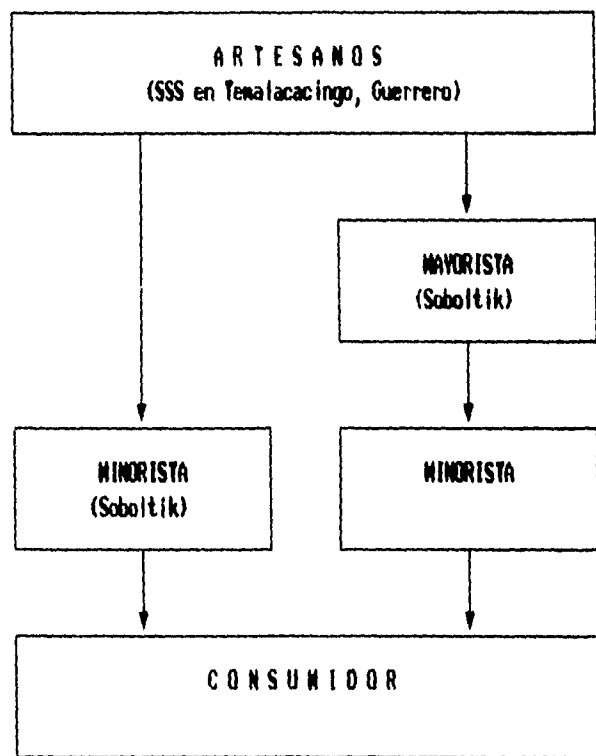 ARTESANOS
(SSS en Temalacacingo, Guerrero)
MAYORISTA
(Soboltik)
MINORISTA
(Soboltik)
MINORISTA
CONSUMIDOR